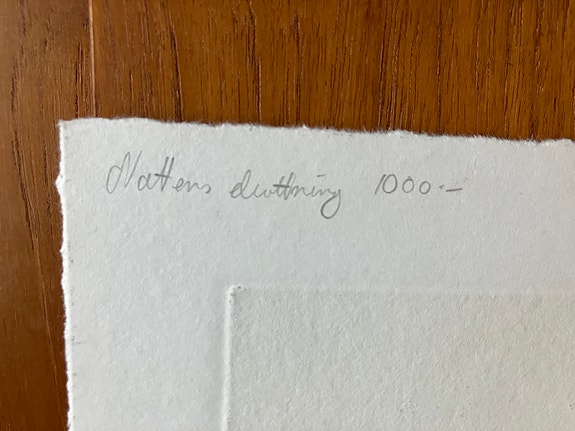 Nattens drottning 1000.-